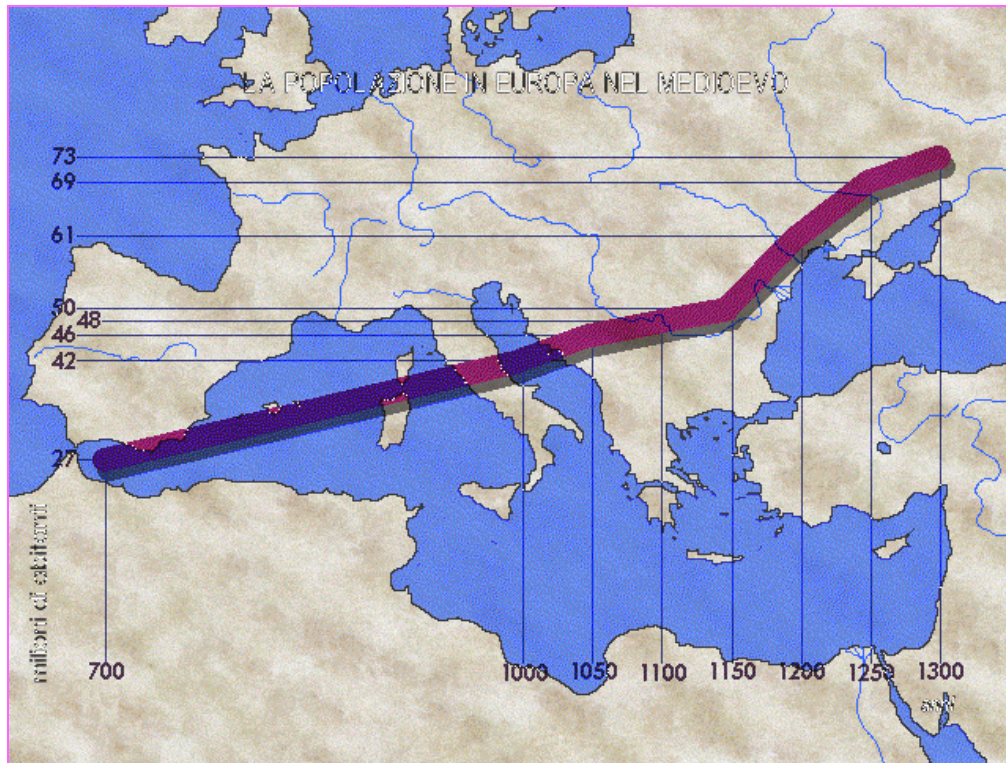 LA POPOLAZIONE IN EUROPA NEL MEDIOEVO
73
69
61
50
48
46
42
27
milioni di abitanti
700 1000 1050 1100 1150 1200 1250 1300
anni